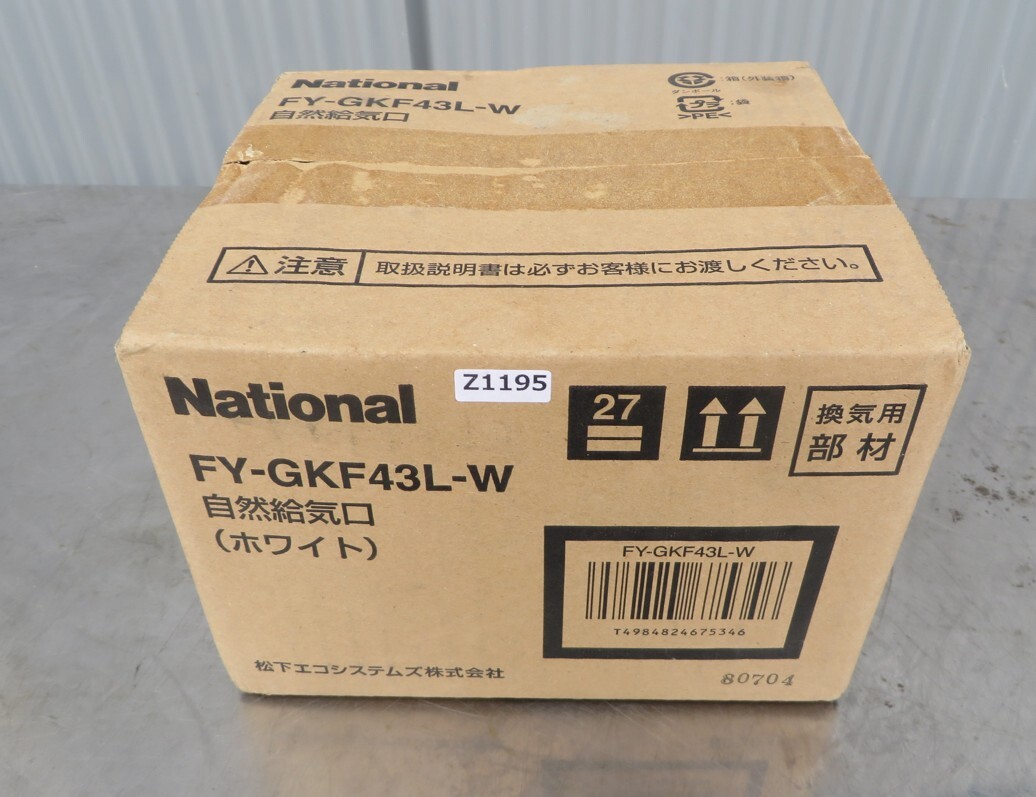 National
FY-GKF43L-W
自然給気口
ダンボール
:箱(外装箱)
プラ
:袋
>PE<
注意
取扱説明書は必ずお客様にお渡しください。
National
Z1195
27
換気用
部材
FY-GKF43L-W
自然給気口
(ホワイト)
FY-GKF43L-W
T4984824675346
松下エコシステムズ株式会社
80704